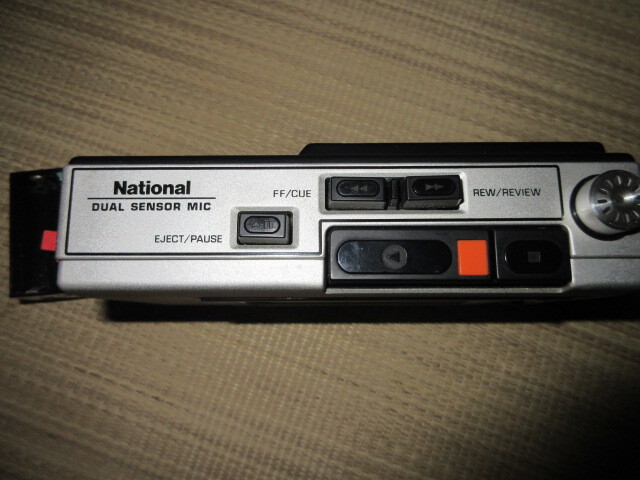 National
DUAL SENSOR MIC
FF/CUE
REW/REVIEW
EJECT/PAUSE